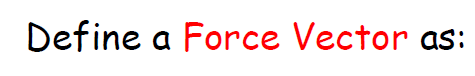 Define a Force Vector as: